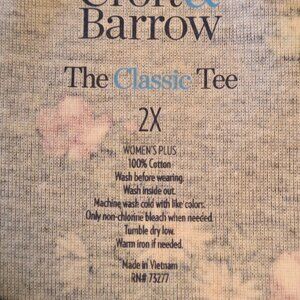 Croft &
Barrow
The Classic Tee
2X
WOMEN'S PLUS
100% Cotton
Wash before wearing.
Wash inside out.
Machine wash cold with like colors.
Only non-chlorine bleach when needed.
Tumble dry low.
Warm iron if needed.
Made in Vietnam
RN# 73277